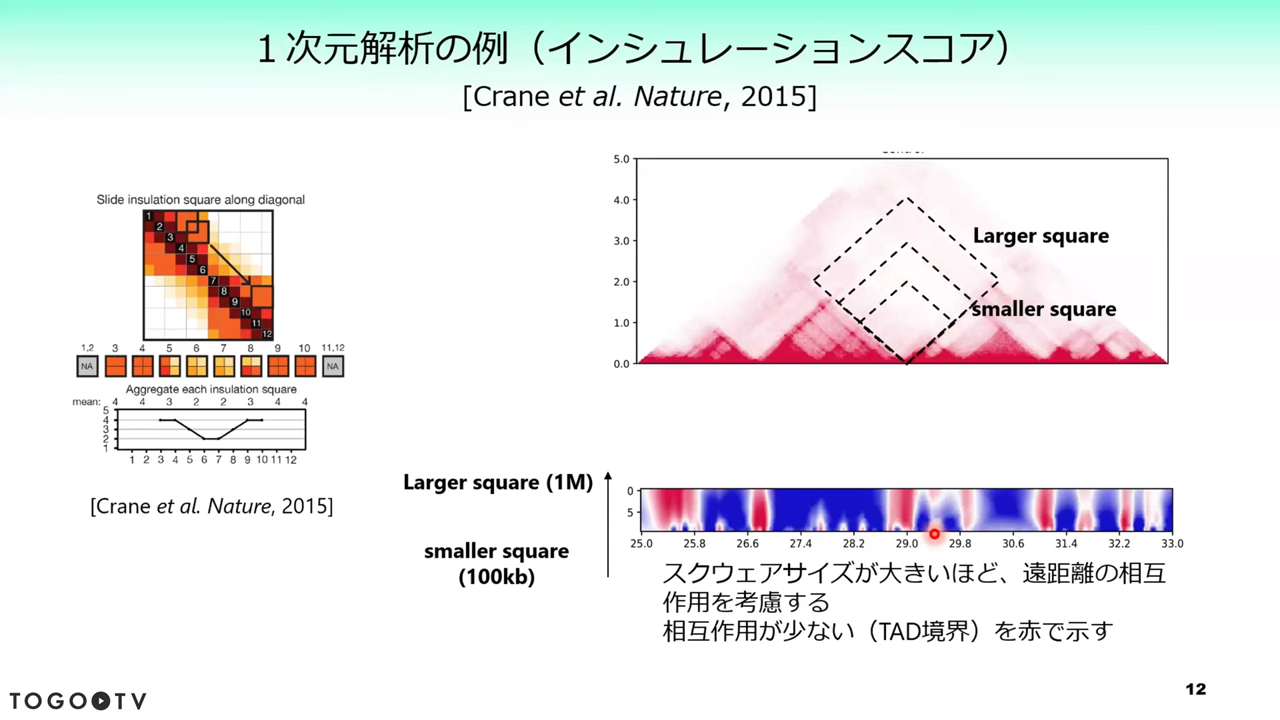 １次元解析の例（インシュレーションスコア）
[Crane et al. Nature, 2015]
Slide insulation square along diagonal
1
2
3
4
5
6
7
8
9
10
11
12
1,2 3 4 5 6 7 8 9 10 11,12
NA NA
Aggregate each insulation square
mean: 4 4 3 2 2 3 4 4
5
4
3
2
1
1 2 3 4 5 6 7 8 9 10 11 12
[Crane et al. Nature, 2015]
5.0
4.0
3.0
2.0
1.0
0.0
Larger square
smaller square
Larger square (1M)
smaller square
(100kb)
0
5
25.0 25.8 26.6 27.4 28.2 29.0 29.8 30.6 31.4 32.2 33.0
スクウェアサイズが大きいほど、遠距離の相互
作用を考慮する
相互作用が少ない（TAD境界）を赤で示す
TOGOTV
12